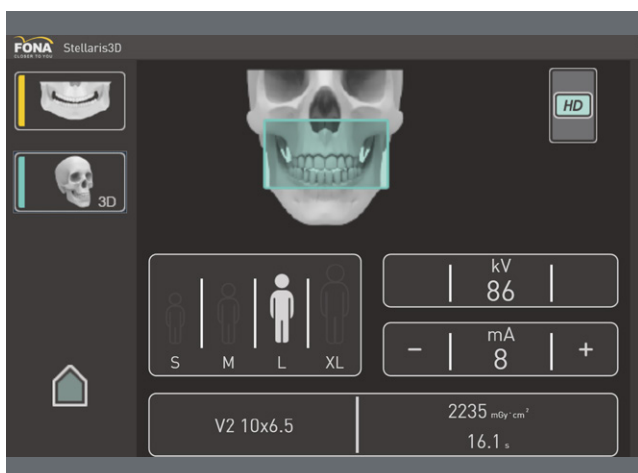 FONA Stellaris3D
CLOSER TO YOU
HD
3D
kV
86
S M L XL
mA
- 8 +
V2 10x6.5
2235 mGy·cm²
16.1 s